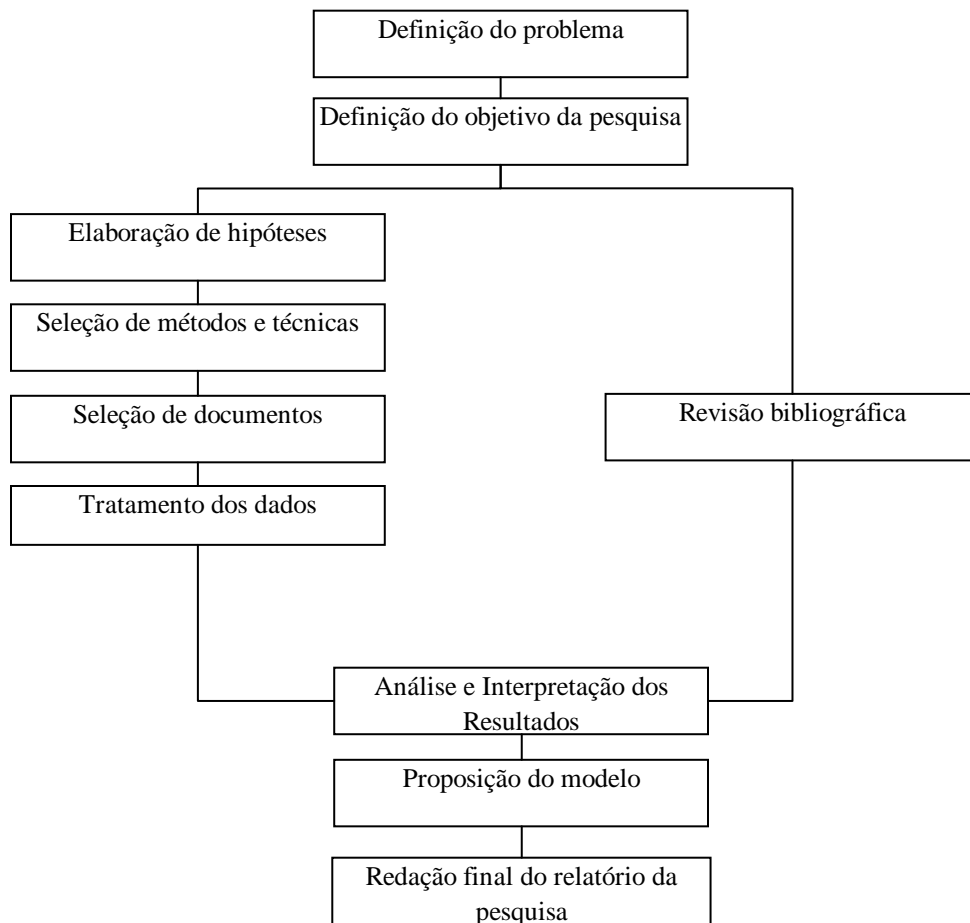 Definição do problema
Definição do objetivo da pesquisa
Elaboração de hipóteses
Seleção de métodos e técnicas
Seleção de documentos
Tratamento dos dados
Revisão bibliográfica
Análise e Interpretação dos
Resultados
Proposição do modelo
Redação final do relatório da
pesquisa